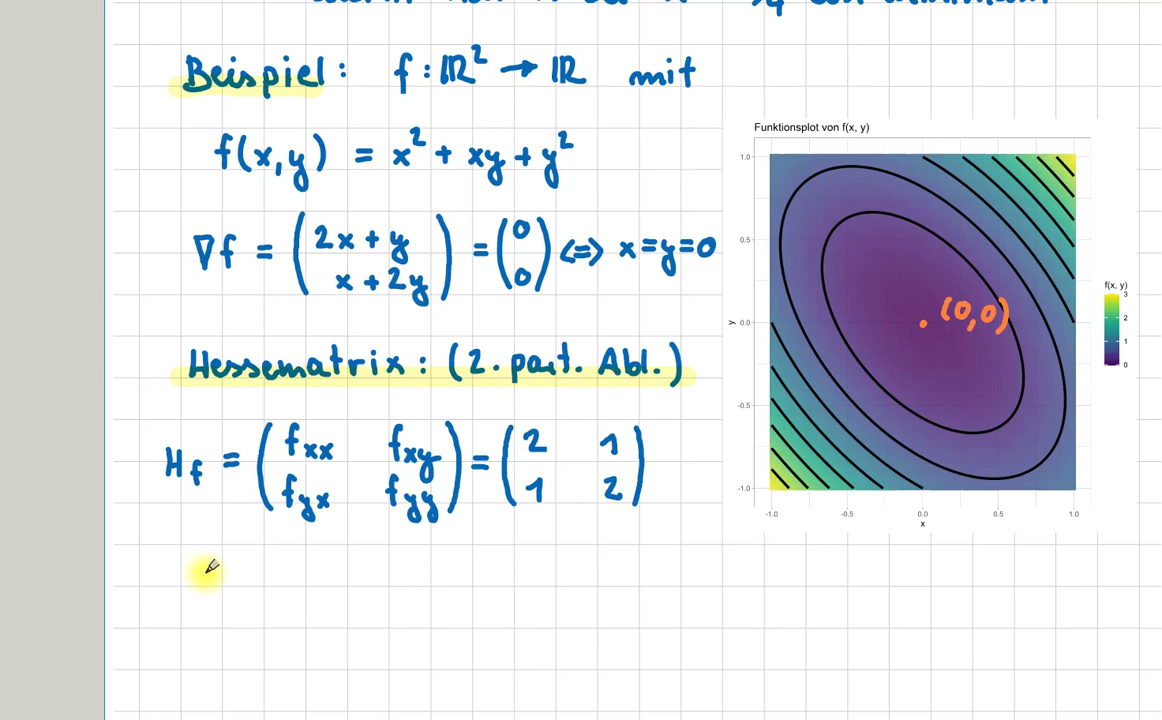 Beispiel: f: ℝ² → ℝ mit
f(x,y) = x² + xy + y²
∇f = (2x + y / x + 2y) = (0 / 0) ⇔ x=y=0
Hessematrix: (2. part. Abl.)
H_f = (f_xx f_xy / f_yx f_yy) = (2 1 / 1 2)
Funktionsplot von f(x, y)
1.0
0.5
y 0.0
-0.5
-1.0
(0,0)
-1.0 -0.5 0.0 0.5 1.0
x
f(x, y)
3
2
1
0